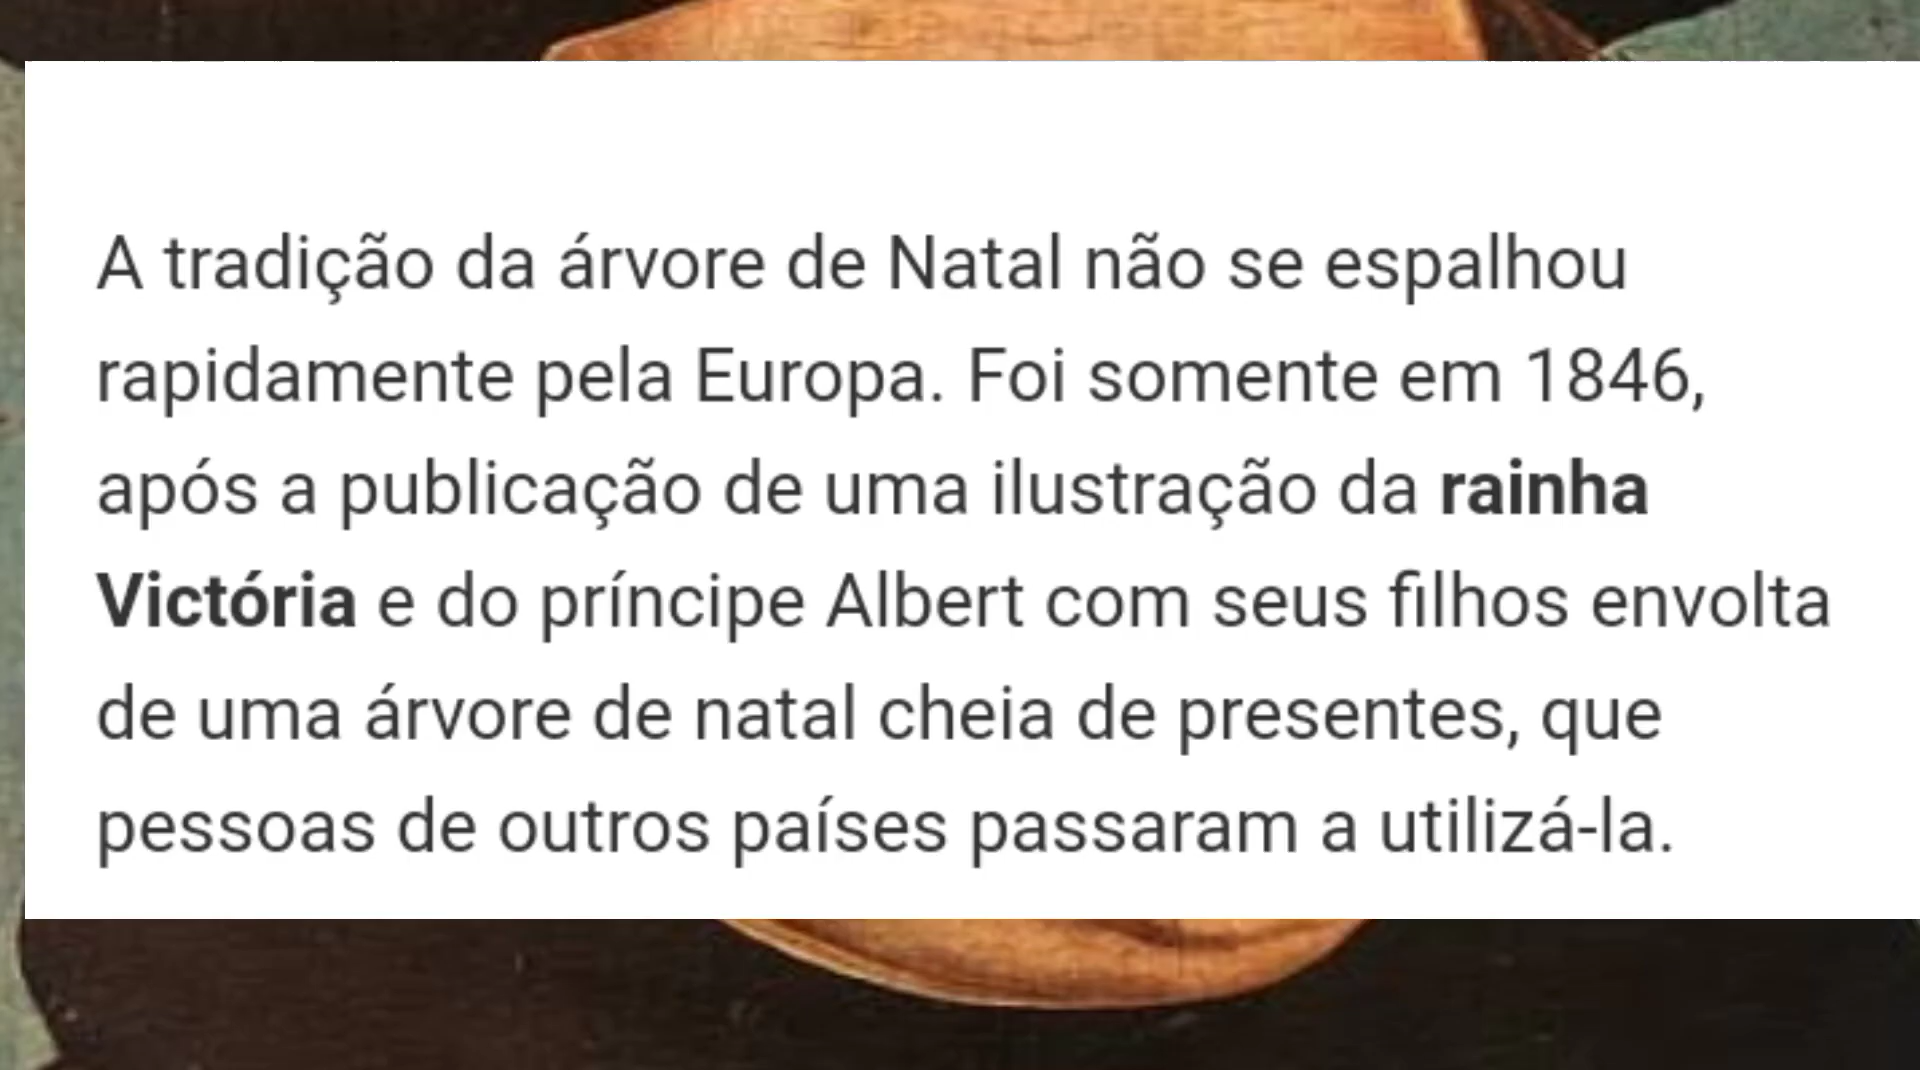 A tradição da árvore de Natal não se espalhou
rapidamente pela Europa. Foi somente em 1846,
após a publicação de uma ilustração da rainha
Victória e do príncipe Albert com seus filhos envolta
de uma árvore de natal cheia de presentes, que
pessoas de outros países passaram a utilizá-la.